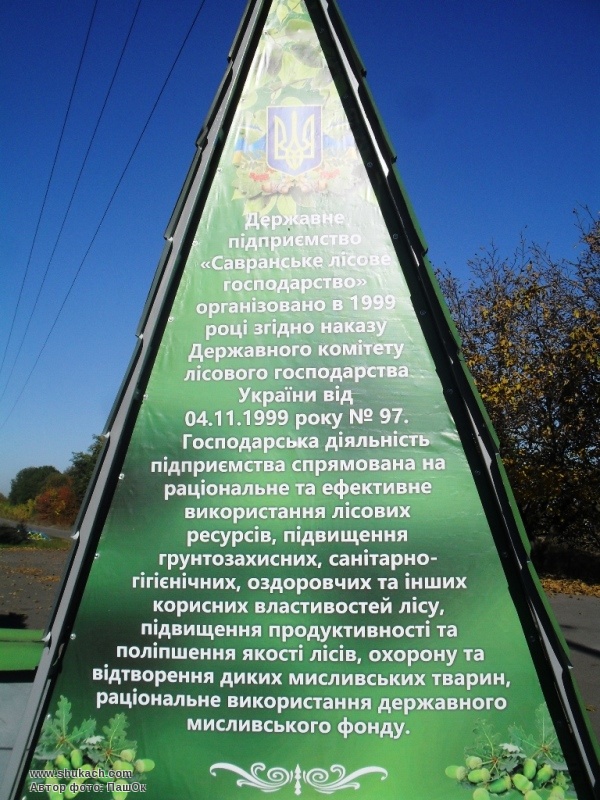 Державне
підприємство
«Савранське лісове
господарство»
організовано в 1999
році згідно наказу
Державного комітету
лісового господарства
України від
04.11.1999 року № 97.
Господарська діяльність
підприємства спрямована на
раціональне та ефективне
використання лісових
ресурсів, підвищення
грунтозахисних, санітарно-
гігієнічних, оздоровчих та інших
корисних властивостей лісу,
підвищення продуктивності та
поліпшення якості лісів, охорону та
відтворення диких мисливських тварин,
раціональне використання державного
мисливського фонду.
www.shukach.com
Автор фото: ПашОк